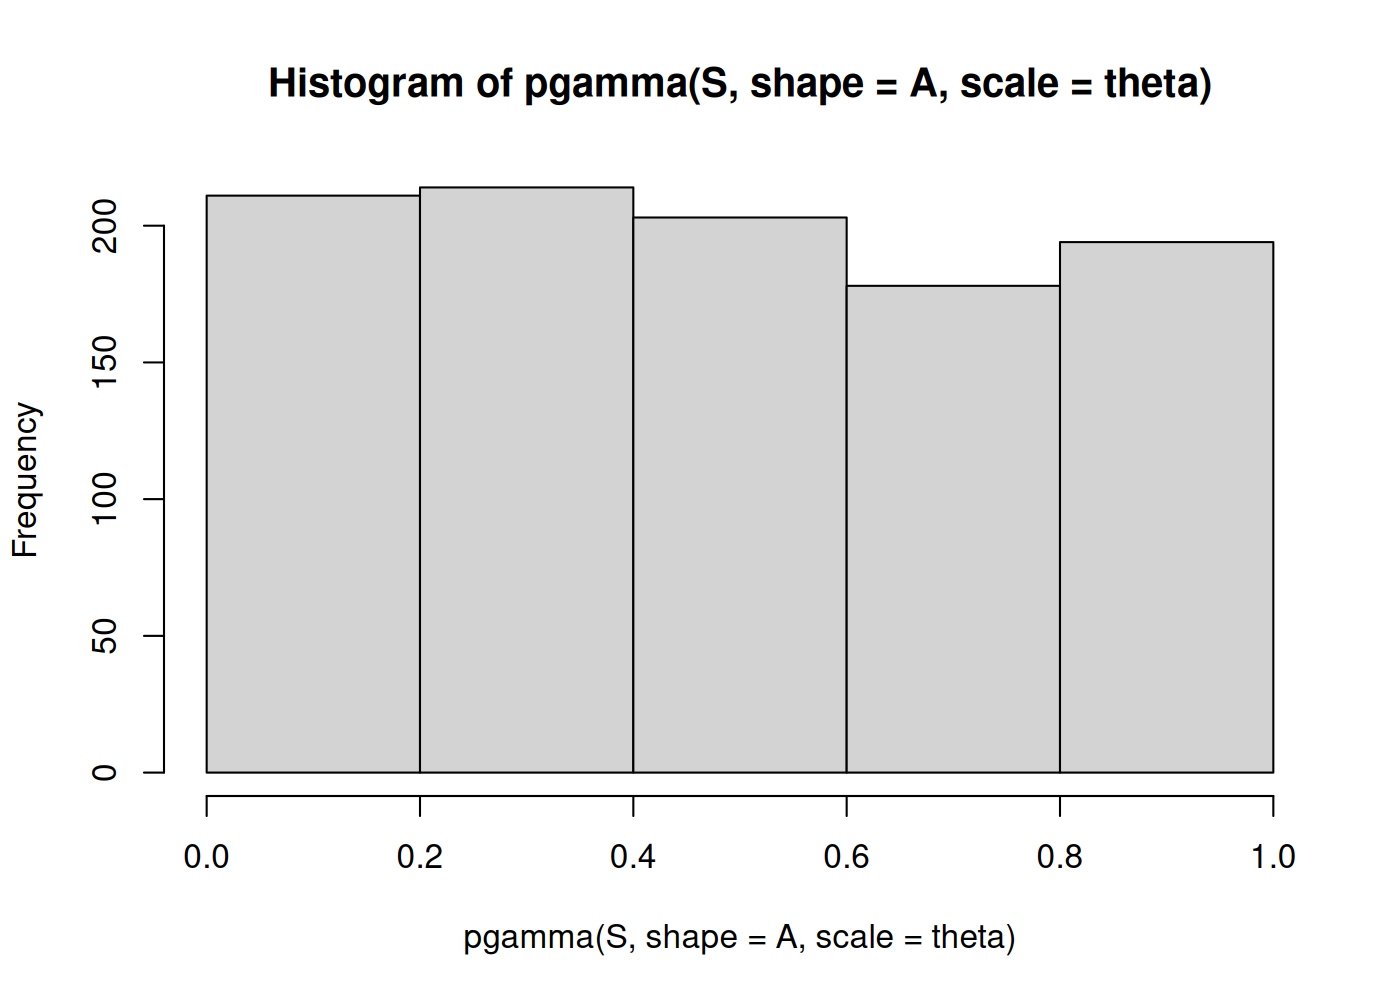 Histogram of pgamma(S, shape = A, scale = theta)
Frequency
200
150
100
50
0
0.0 0.2 0.4 0.6 0.8 1.0
pgamma(S, shape = A, scale = theta)